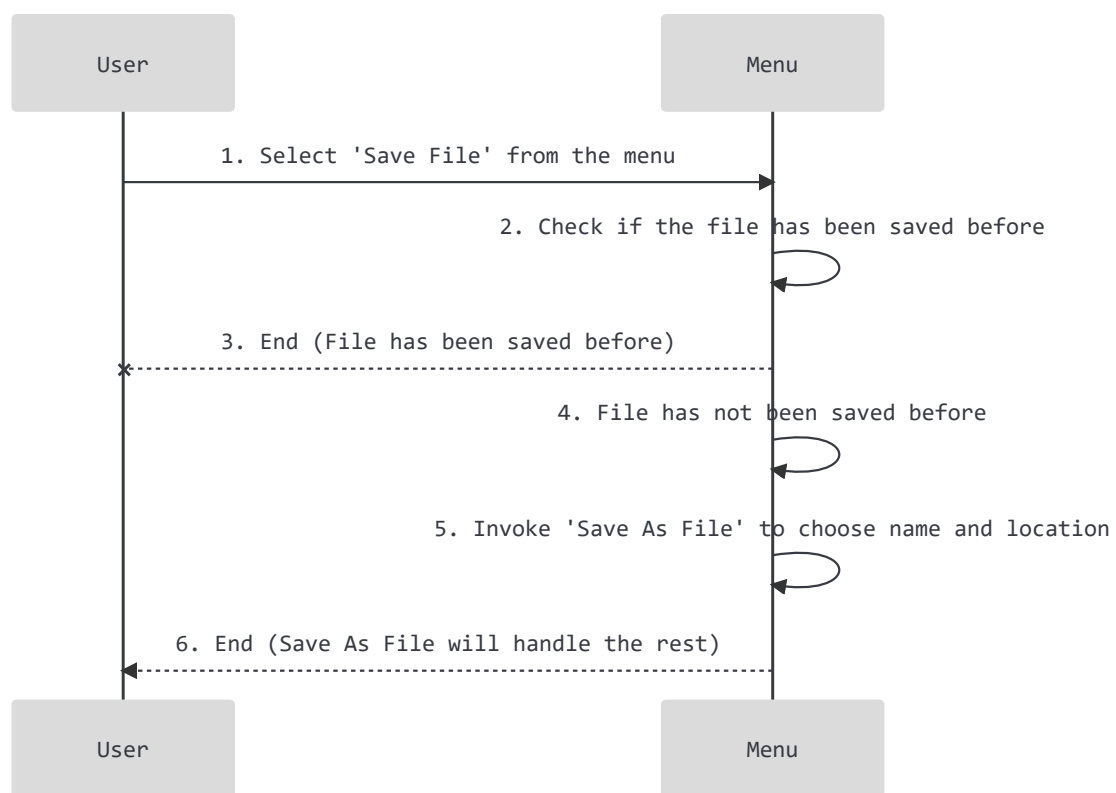 User
Menu
1. Select 'Save File' from the menu
2. Check if the file has been saved before
3. End (File has been saved before)
4. File has not been saved before
5. Invoke 'Save As File' to choose name and location
6. End (Save As File will handle the rest)
User
Menu